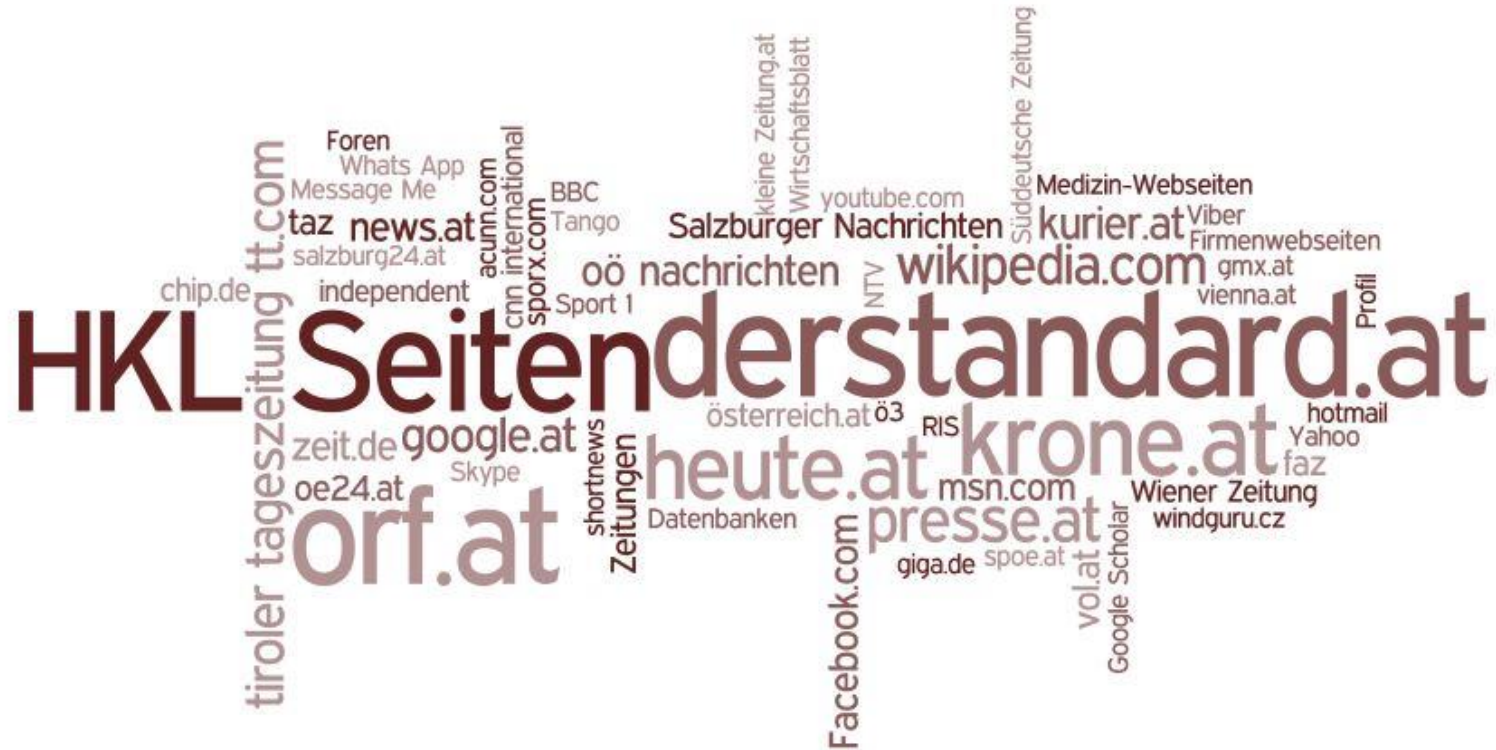 kleine Zeitung.at
Wirtschaftsblatt
Süddeutsche Zeitung
Foren
Whats App
Message Me
tiroler tageszeitung tt.com
acunn.com
cnn international
sporx.com
BBC
Tango
youtube.com
Medizin-Webseiten
taz
news.at
Salzburger Nachrichten
kurier.at
Viber
Firmenwebseiten
salzburg24.at
oö nachrichten
NTV
wikipedia.com
gmx.at
vienna.at
Profil
chip.de
independent
Sport 1
HKL Seiten
derstandard.at
österreich.at
ö3
RIS
krone.at
hotmail
Yahoo
faz
zeit.de
google.at
Skype
shortnews
Zeitungen
heute.at
msn.com
Wiener Zeitung
windguru.cz
oe24.at
orf.at
Datenbanken
presse.at
Facebook.com
giga.de
spoe.at
vol.at
Google Scholar